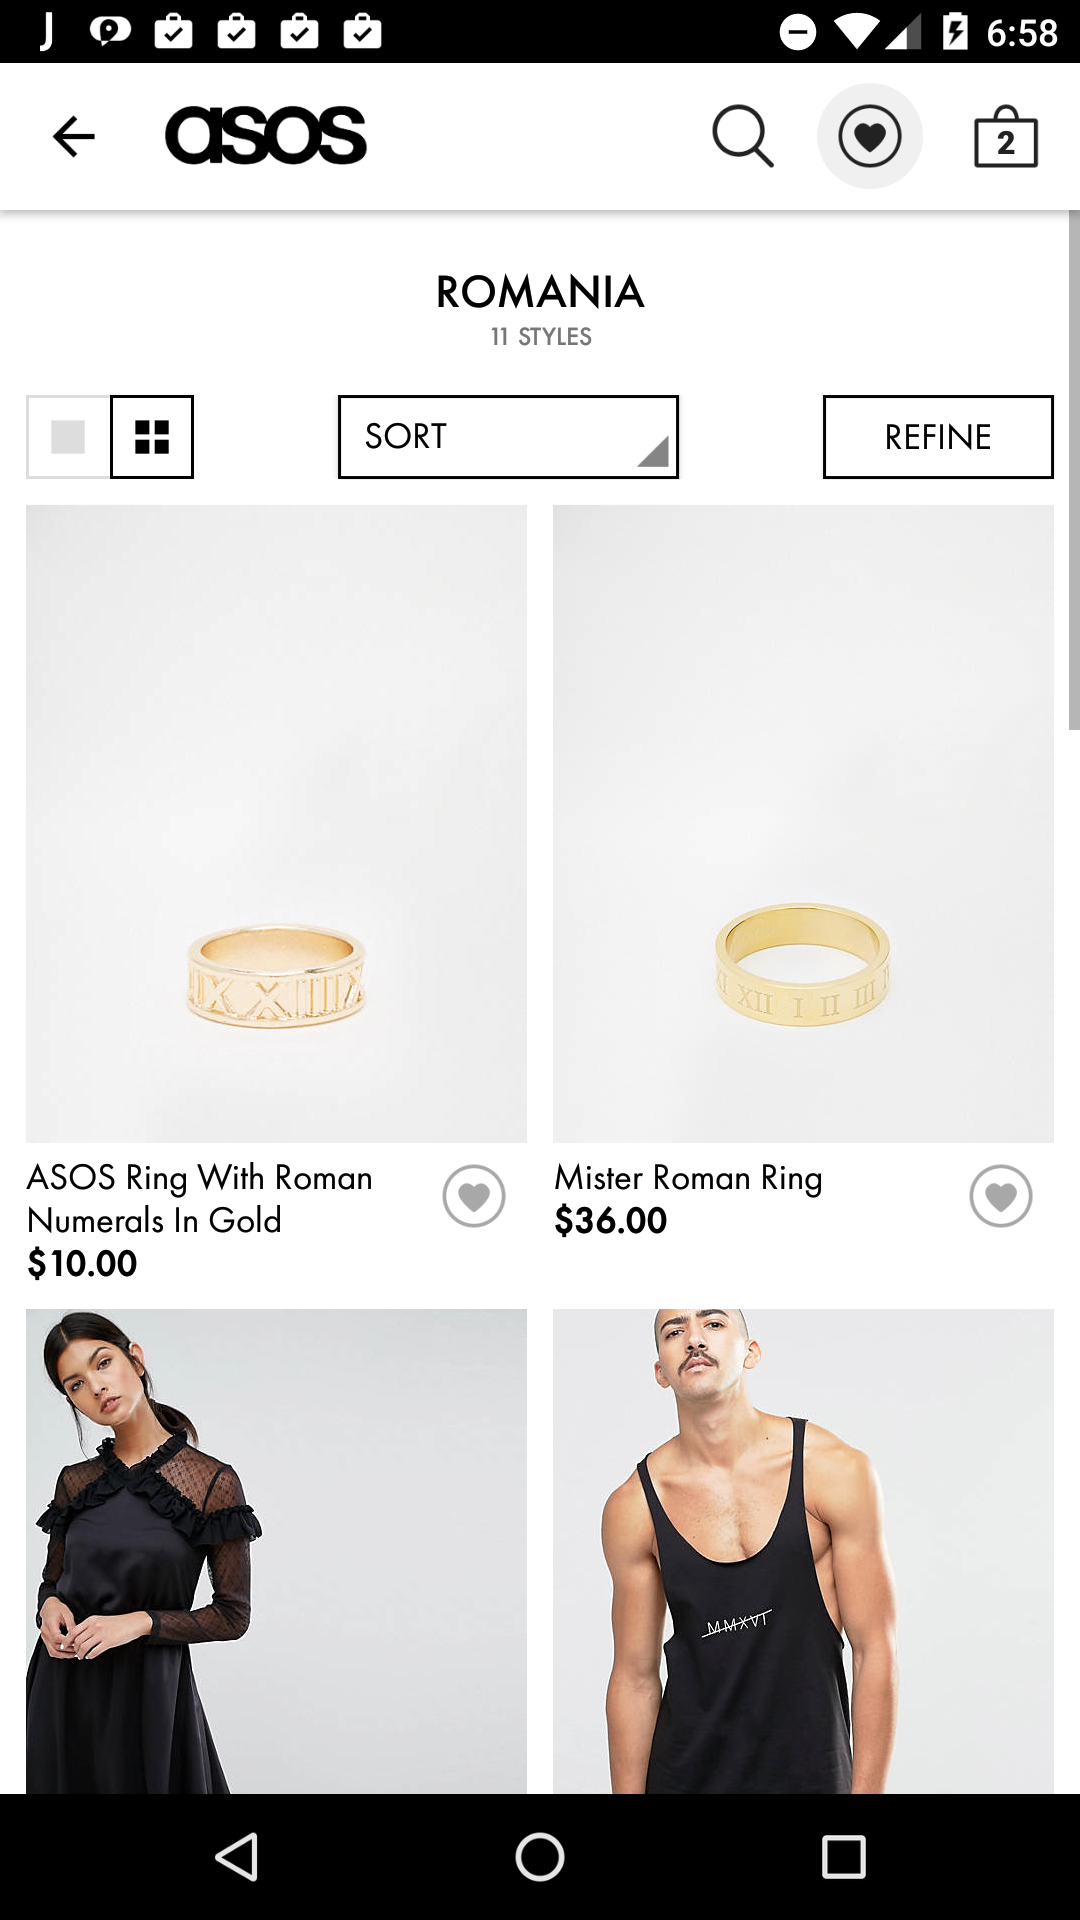 J 6:58
asos 2
ROMANIA
11 STYLES
SORT REFINE
IX XIII X
XI XII I II III
ASOS Ring With Roman
Numerals In Gold
$10.00
Mister Roman Ring
$36.00
MMXVI